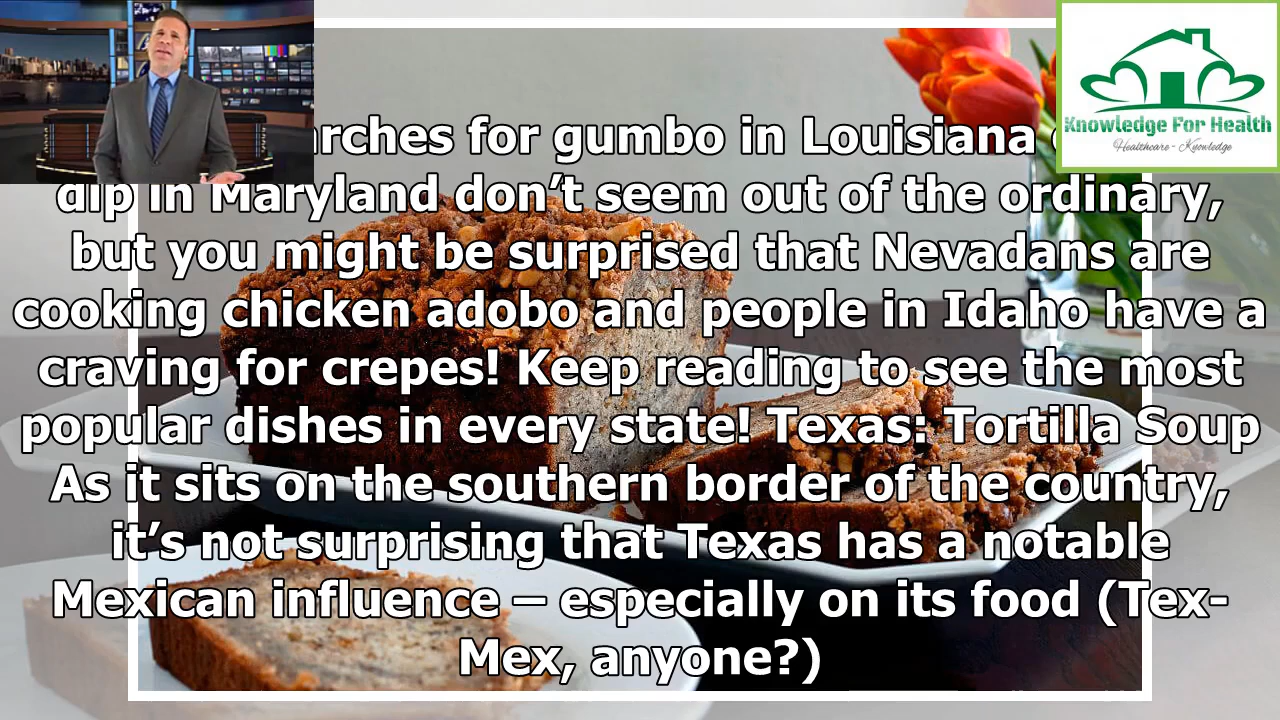 Knowledge For Health
Healthcare - Knowledge
for gumbo in Louisiana
dip in Maryland don’t seem out of the ordinary,
but you might be surprised that Nevadans are
cooking chicken adobo and people in Idaho have a
craving for crepes! Keep reading to see the most
popular dishes in every state! Texas: Tortilla Soup
As it sits on the southern border of the country,
it’s not surprising that Texas has a notable
Mexican influence – especially on its food (Tex-
Mex, anyone?)